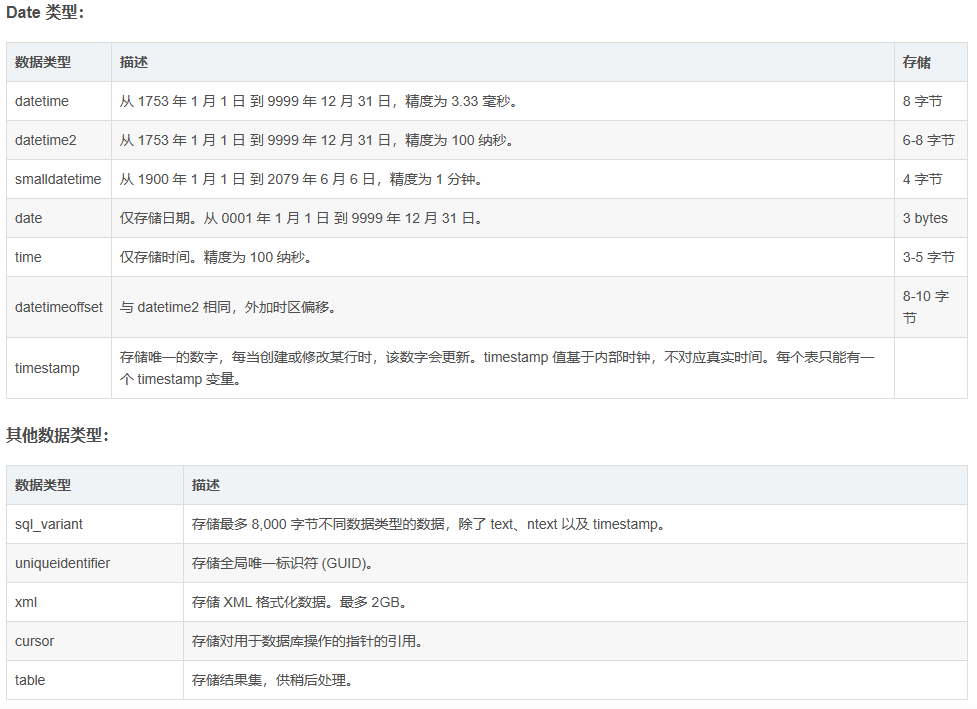 Date 类型：
数据类型 描述 存储
datetime 从 1753 年 1 月 1 日 到 9999 年 12 月 31 日，精度为 3.33 毫秒。 8 字节
datetime2 从 1753 年 1 月 1 日 到 9999 年 12 月 31 日，精度为 100 纳秒。 6-8 字节
smalldatetime 从 1900 年 1 月 1 日 到 2079 年 6 月 6 日，精度为 1 分钟。 4 字节
date 仅存储日期。从 0001 年 1 月 1 日 到 9999 年 12 月 31 日。 3 bytes
time 仅存储时间。精度为 100 纳秒。 3-5 字节
datetimeoffset 与 datetime2 相同，外加时区偏移。 8-10 字
节
timestamp 存储唯一的数字，每当创建或修改某行时，该数字会更新。timestamp 值基于内部时钟，不对应真实时间。每个表只能有一
个 timestamp 变量。
其他数据类型：
数据类型 描述
sql_variant 存储最多 8,000 字节不同数据类型的数据，除了 text、ntext 以及 timestamp。
uniqueidentifier 存储全局唯一标识符 (GUID)。
xml 存储 XML 格式化数据。最多 2GB。
cursor 存储对用于数据库操作的指针的引用。
table 存储结果集，供稍后处理。